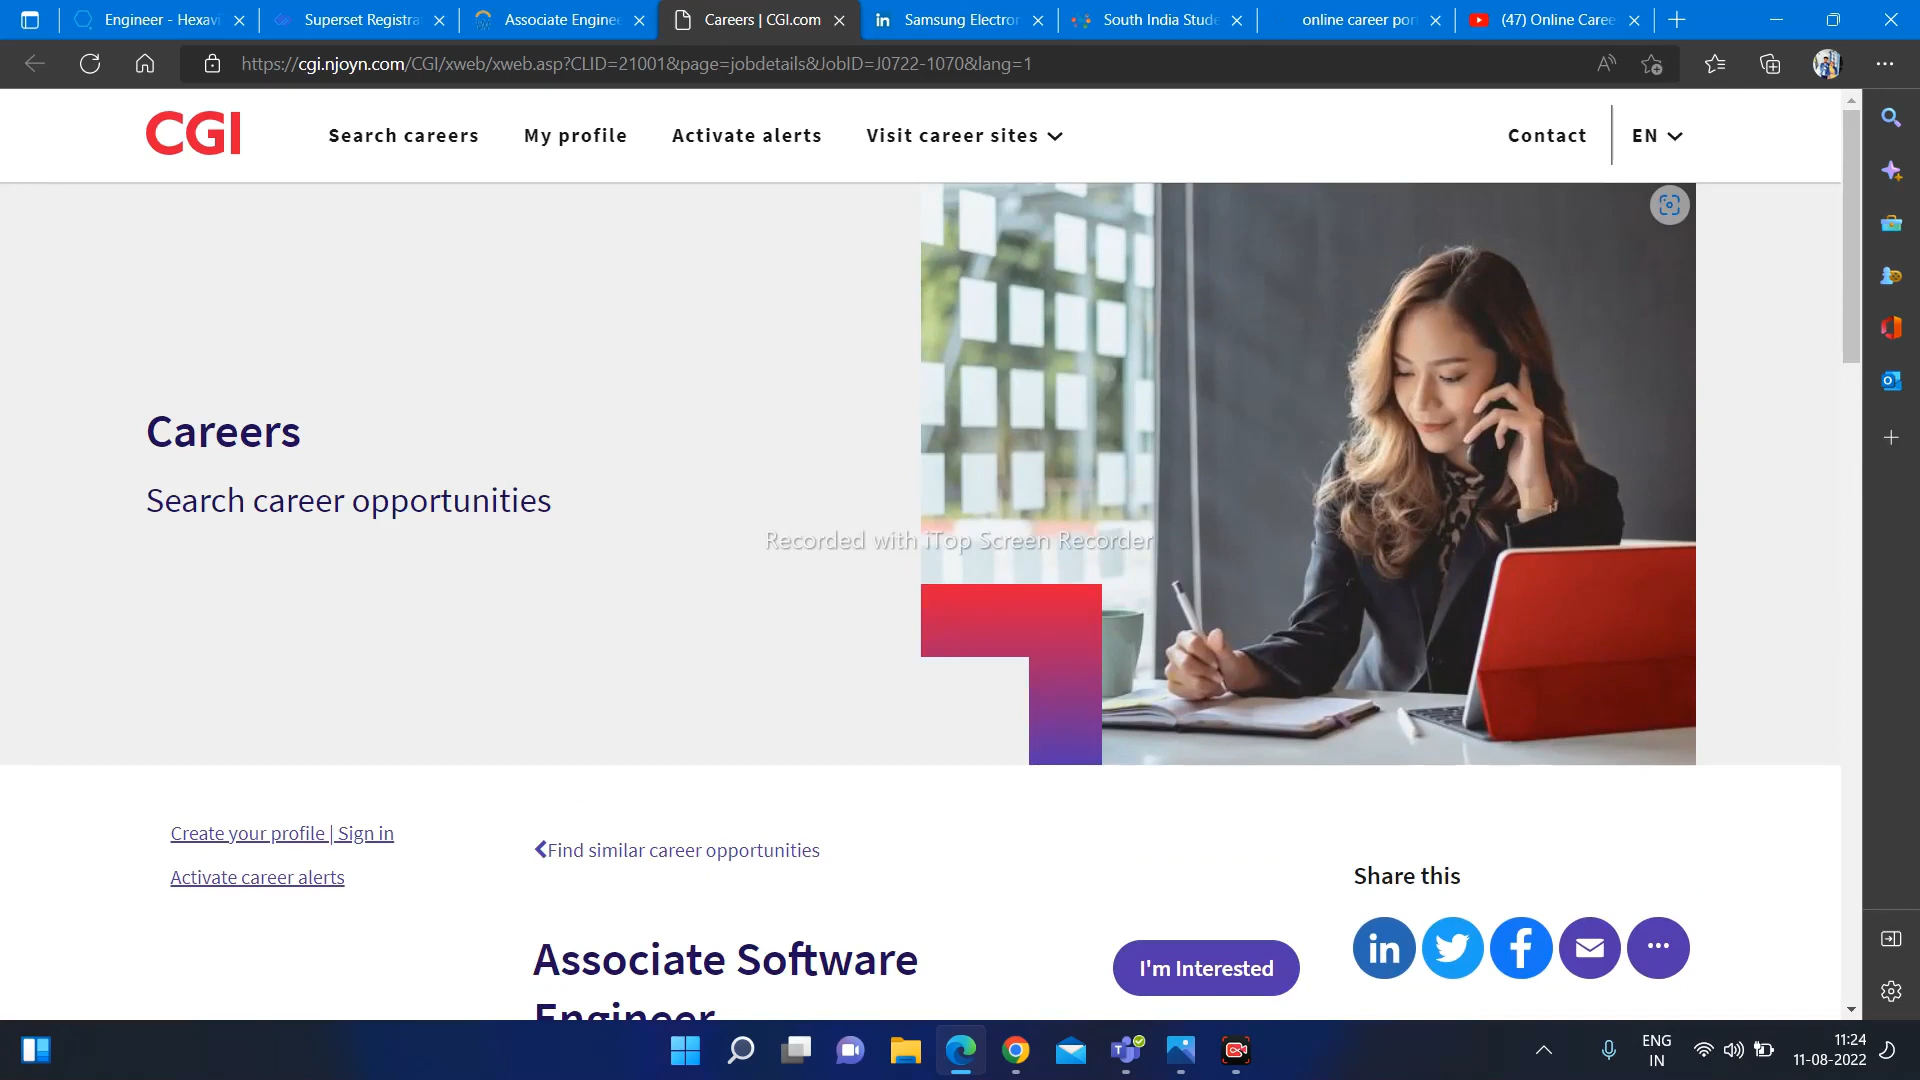 Engineer - Hexavi
Superset Registra
Associate Enginee
Careers | CGI.com
Samsung Electron
South India Stude
online career port
(47) Online Caree
https://cgi.njoyn.com/CGI/xweb/xweb.asp?CLID=21001&page=jobdetails&JobID=J0722-1070&lang=1
CGI
Search careers
My profile
Activate alerts
Visit career sites
Contact
EN
Careers
Search career opportunities
Recorded with iTop Screen Recorder
Create your profile | Sign in
Find similar career opportunities
Activate career alerts
Share this
Associate Software
Engineer
I'm Interested
ENG
IN
11:24
11-08-2022